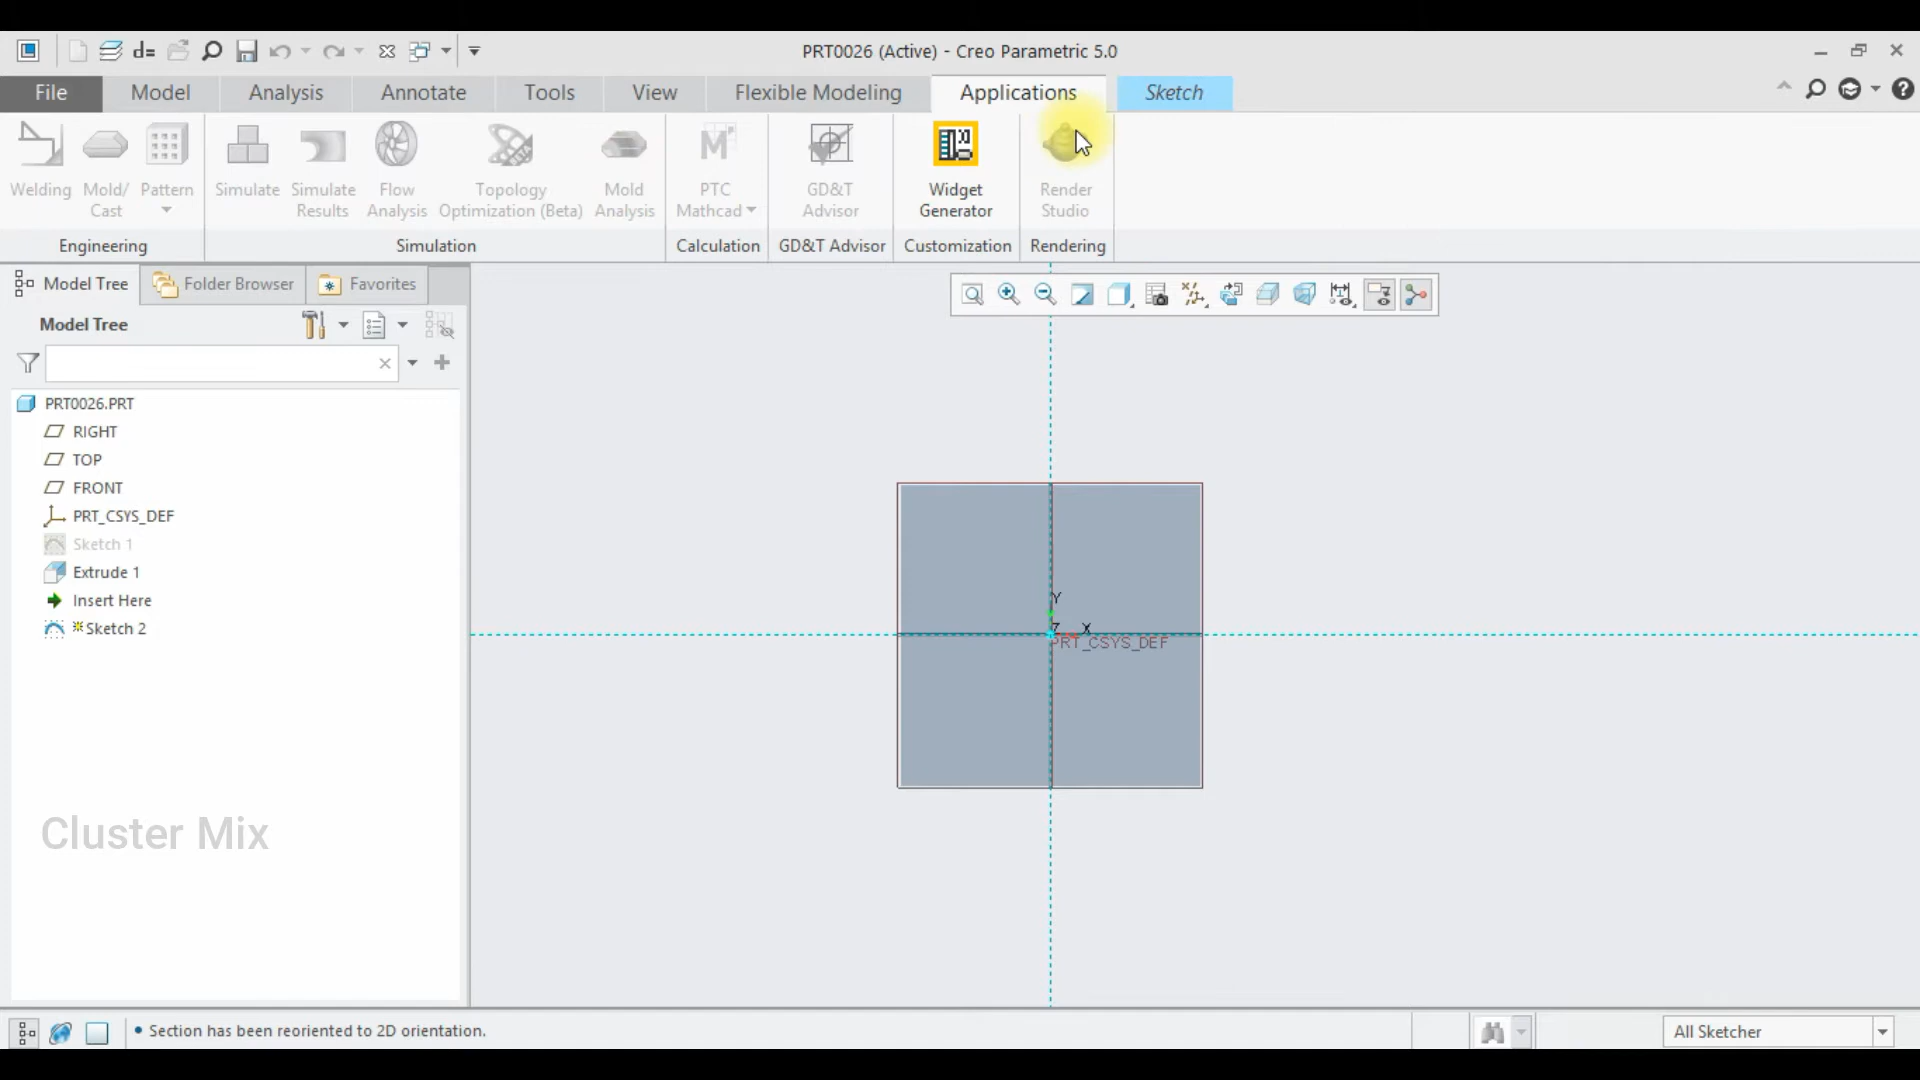 d=
PRT0026 (Active) - Creo Parametric 5.0
File Model Analysis Annotate Tools View Flexible Modeling Applications Sketch
Welding Mold/ Cast Pattern Simulate Simulate Results Flow Analysis Topology Optimization (Beta) Mold Analysis PTC Mathcad GD&T Advisor Widget Generator Render Studio
Engineering Simulation Calculation GD&T Advisor Customization Rendering
Model Tree Folder Browser Favorites
Model Tree
PRT0026.PRT
RIGHT
TOP
FRONT
PRT_CSYS_DEF
Sketch 1
Extrude 1
Insert Here
Sketch 2
Y
Z X
PRT_CSYS_DEF
Cluster Mix
• Section has been reoriented to 2D orientation.
All Sketcher